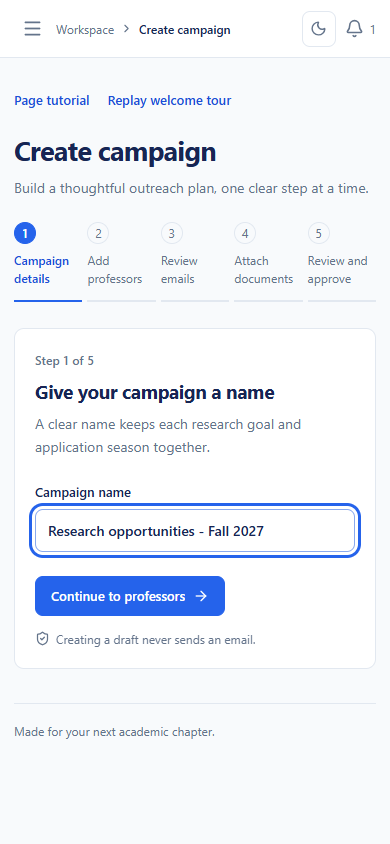 Workspace > Create campaign 1
Page tutorial Replay welcome tour
Create campaign
Build a thoughtful outreach plan, one clear step at a time.
1 2 3 4 5
Campaign details
Add professors
Review emails
Attach documents
Review and approve
Step 1 of 5
Give your campaign a name
A clear name keeps each research goal and
application season together.
Campaign name
Research opportunities - Fall 2027
Continue to professors →
Creating a draft never sends an email.
Made for your next academic chapter.